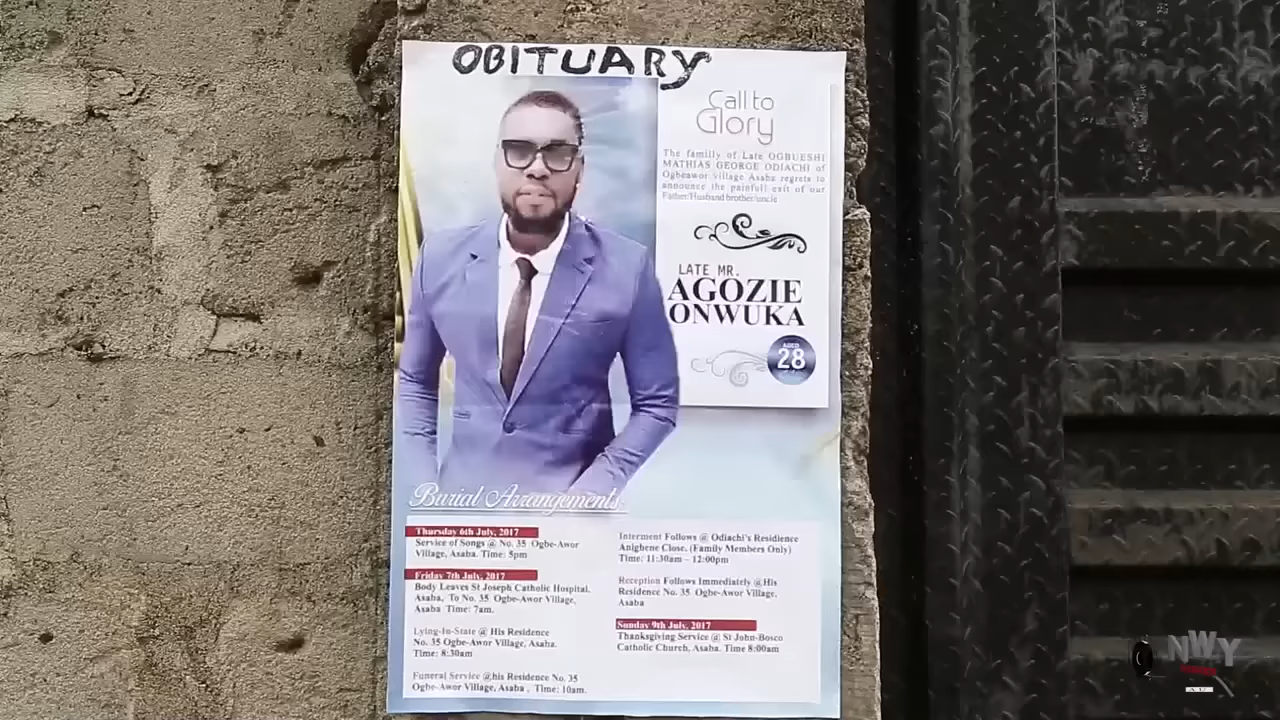 OBITUARY
Call to
Glory
The familly of Late OGBUESHI
MATHIAS GEORGE ODIACHI of
Ogbeawor village Asaba regrets to
announce the painfull exit of our
Father/Husband brother/uncle
LATE MR.
AGOZIE
ONWUKA
AGED
28
Burial Arrangements:
Thursday 6th July, 2017
Service of Songs @ No. 35 Ogbe-Awor
Village, Asaba. Time: 5pm
Friday 7th July, 2017
Body Leaves St Joseph Catholic Hospital,
Asaba, To No. 35 Ogbe-Awor Village,
Asaba Time: 7am.
Lying-In-State @ His Residence
No. 35 Ogbe-Awor Village, Asaba.
Time: 8:30am
Funeral Service @his Residence No. 35
Ogbe-Awor Village, Asaba , Time: 10am.
Interment Follows @ Odiachi's Residence
Anighene Close. (Family Members Only)
Time: 11:30am – 12:00pm
Reception Follows Immediately @His
Residence No. 35 Ogbe-Awor Village,
Asaba
Sunday 9th July, 2017
Thanksgiving Service @ St John-Bosco
Catholic Church, Asaba. Time 8:00am
NWY